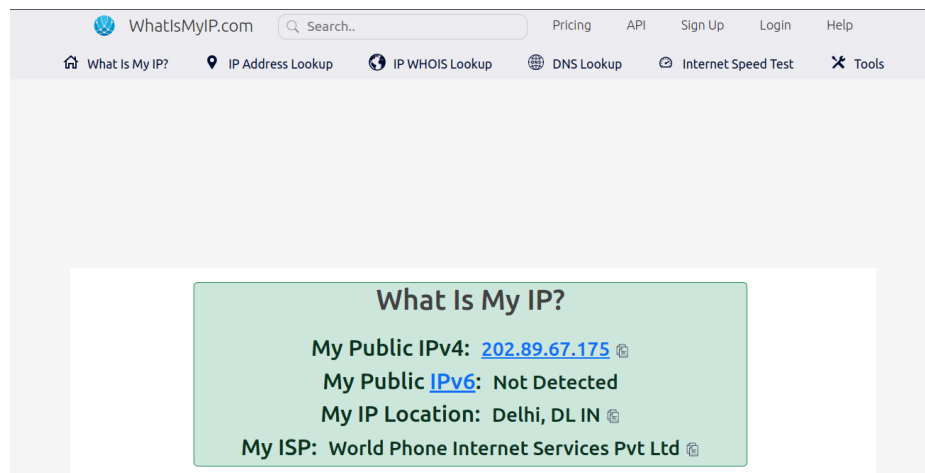 WhatIsMyIP.com Search.. Pricing API Sign Up Login Help
What Is My IP? IP Address Lookup IP WHOIS Lookup DNS Lookup Internet Speed Test Tools
What Is My IP?
My Public IPv4: 202.89.67.175
My Public IPv6: Not Detected
My IP Location: Delhi, DL IN
My ISP: World Phone Internet Services Pvt Ltd